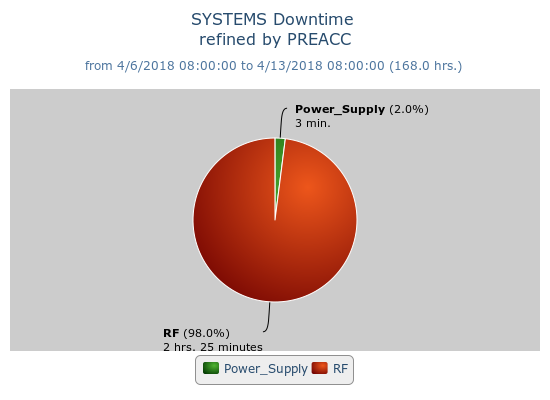 SYSTEMS Downtime
refined by PREACC
from 4/6/2018 08:00:00 to 4/13/2018 08:00:00 (168.0 hrs.)
Power_Supply (2.0%)
3 min.
RF (98.0%)
2 hrs. 25 minutes
Power_Supply RF